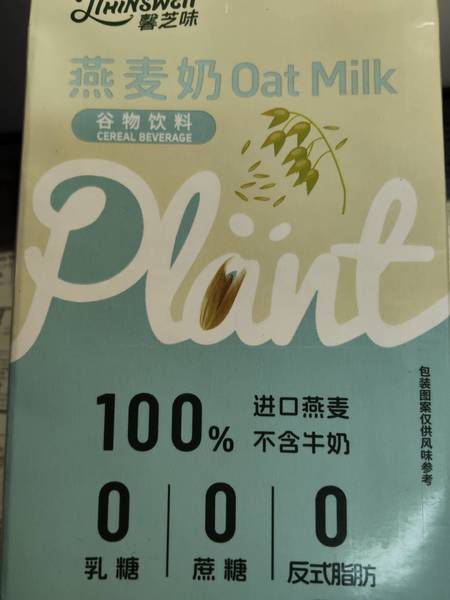 THINSWELL
馨芝味
燕麦奶 Oat Milk
谷物饮料
CEREAL BEVERAGE
Plänt
100%
进口燕麦
不含牛奶
包装图案仅供风味参考
0 0 0
乳糖 蔗糖 反式脂肪